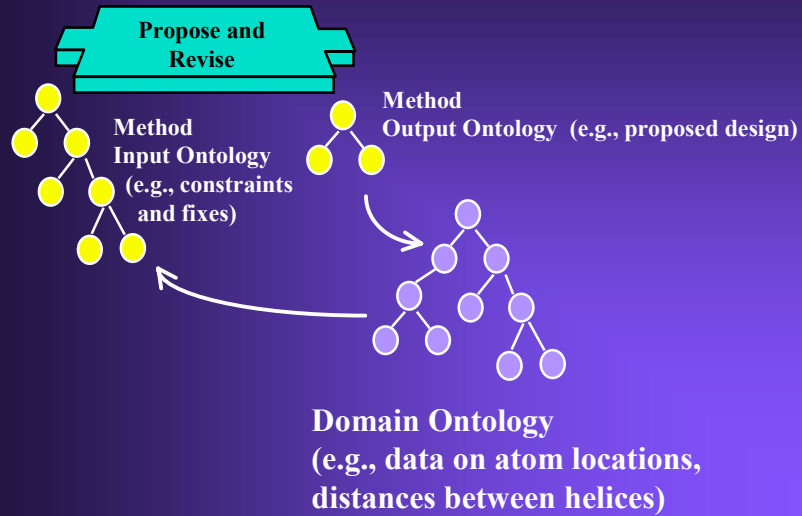 Propose and
Revise
Method
Output Ontology (e.g., proposed design)
Method
Input Ontology
(e.g., constraints
and fixes)
Domain Ontology
(e.g., data on atom locations,
distances between helices)